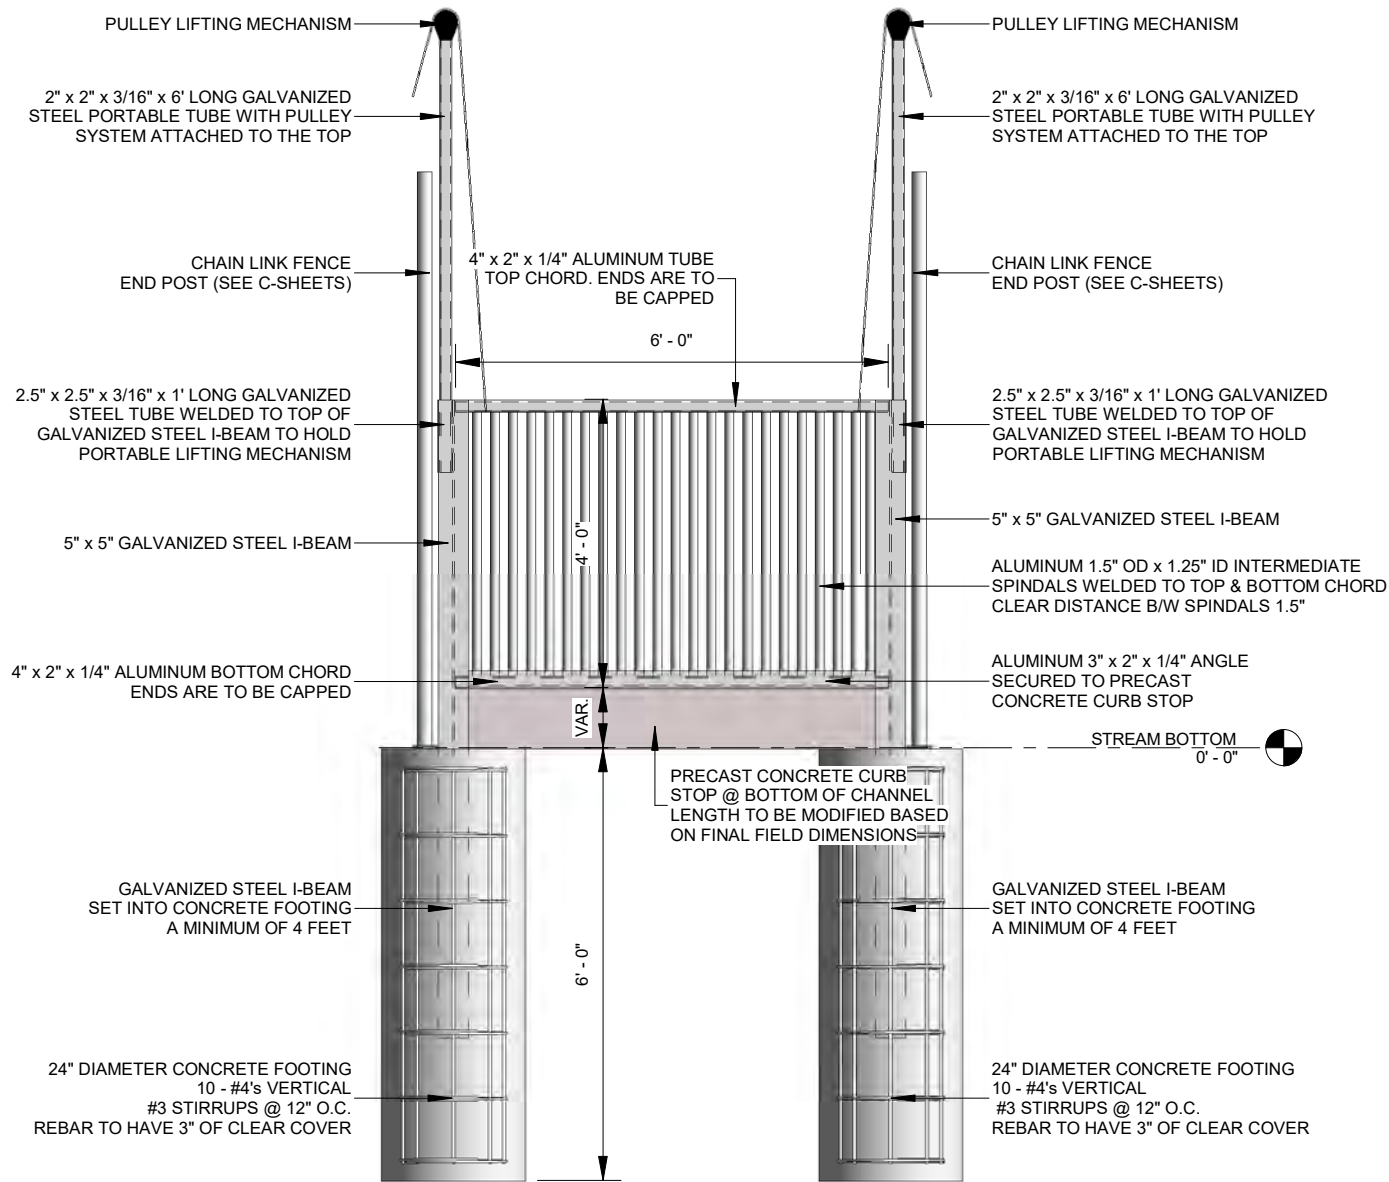 PULLEY LIFTING MECHANISM
PULLEY LIFTING MECHANISM
2" x 2" x 3/16" x 6' LONG GALVANIZED
STEEL PORTABLE TUBE WITH PULLEY
SYSTEM ATTACHED TO THE TOP
2" x 2" x 3/16" x 6' LONG GALVANIZED
STEEL PORTABLE TUBE WITH PULLEY
SYSTEM ATTACHED TO THE TOP
CHAIN LINK FENCE
END POST (SEE C-SHEETS)
4" x 2" x 1/4" ALUMINUM TUBE
TOP CHORD. ENDS ARE TO
BE CAPPED
CHAIN LINK FENCE
END POST (SEE C-SHEETS)
6' - 0"
2.5" x 2.5" x 3/16" x 1' LONG GALVANIZED
STEEL TUBE WELDED TO TOP OF
GALVANIZED STEEL I-BEAM TO HOLD
PORTABLE LIFTING MECHANISM
2.5" x 2.5" x 3/16" x 1' LONG GALVANIZED
STEEL TUBE WELDED TO TOP OF
GALVANIZED STEEL I-BEAM TO HOLD
PORTABLE LIFTING MECHANISM
5" x 5" GALVANIZED STEEL I-BEAM
4' - 0"
5" x 5" GALVANIZED STEEL I-BEAM
ALUMINUM 1.5" OD x 1.25" ID INTERMEDIATE
SPINDALS WELDED TO TOP & BOTTOM CHORD
CLEAR DISTANCE B/W SPINDALS 1.5"
4" x 2" x 1/4" ALUMINUM BOTTOM CHORD
ENDS ARE TO BE CAPPED
ALUMINUM 3" x 2" x 1/4" ANGLE
SECURED TO PRECAST
CONCRETE CURB STOP
VAR.
STREAM BOTTOM
0' - 0"
PRECAST CONCRETE CURB
STOP @ BOTTOM OF CHANNEL
LENGTH TO BE MODIFIED BASED
ON FINAL FIELD DIMENSIONS
GALVANIZED STEEL I-BEAM
SET INTO CONCRETE FOOTING
A MINIMUM OF 4 FEET
6' - 0"
GALVANIZED STEEL I-BEAM
SET INTO CONCRETE FOOTING
A MINIMUM OF 4 FEET
24" DIAMETER CONCRETE FOOTING
10 - #4's VERTICAL
#3 STIRRUPS @ 12" O.C.
REBAR TO HAVE 3" OF CLEAR COVER
24" DIAMETER CONCRETE FOOTING
10 - #4's VERTICAL
#3 STIRRUPS @ 12" O.C.
REBAR TO HAVE 3" OF CLEAR COVER